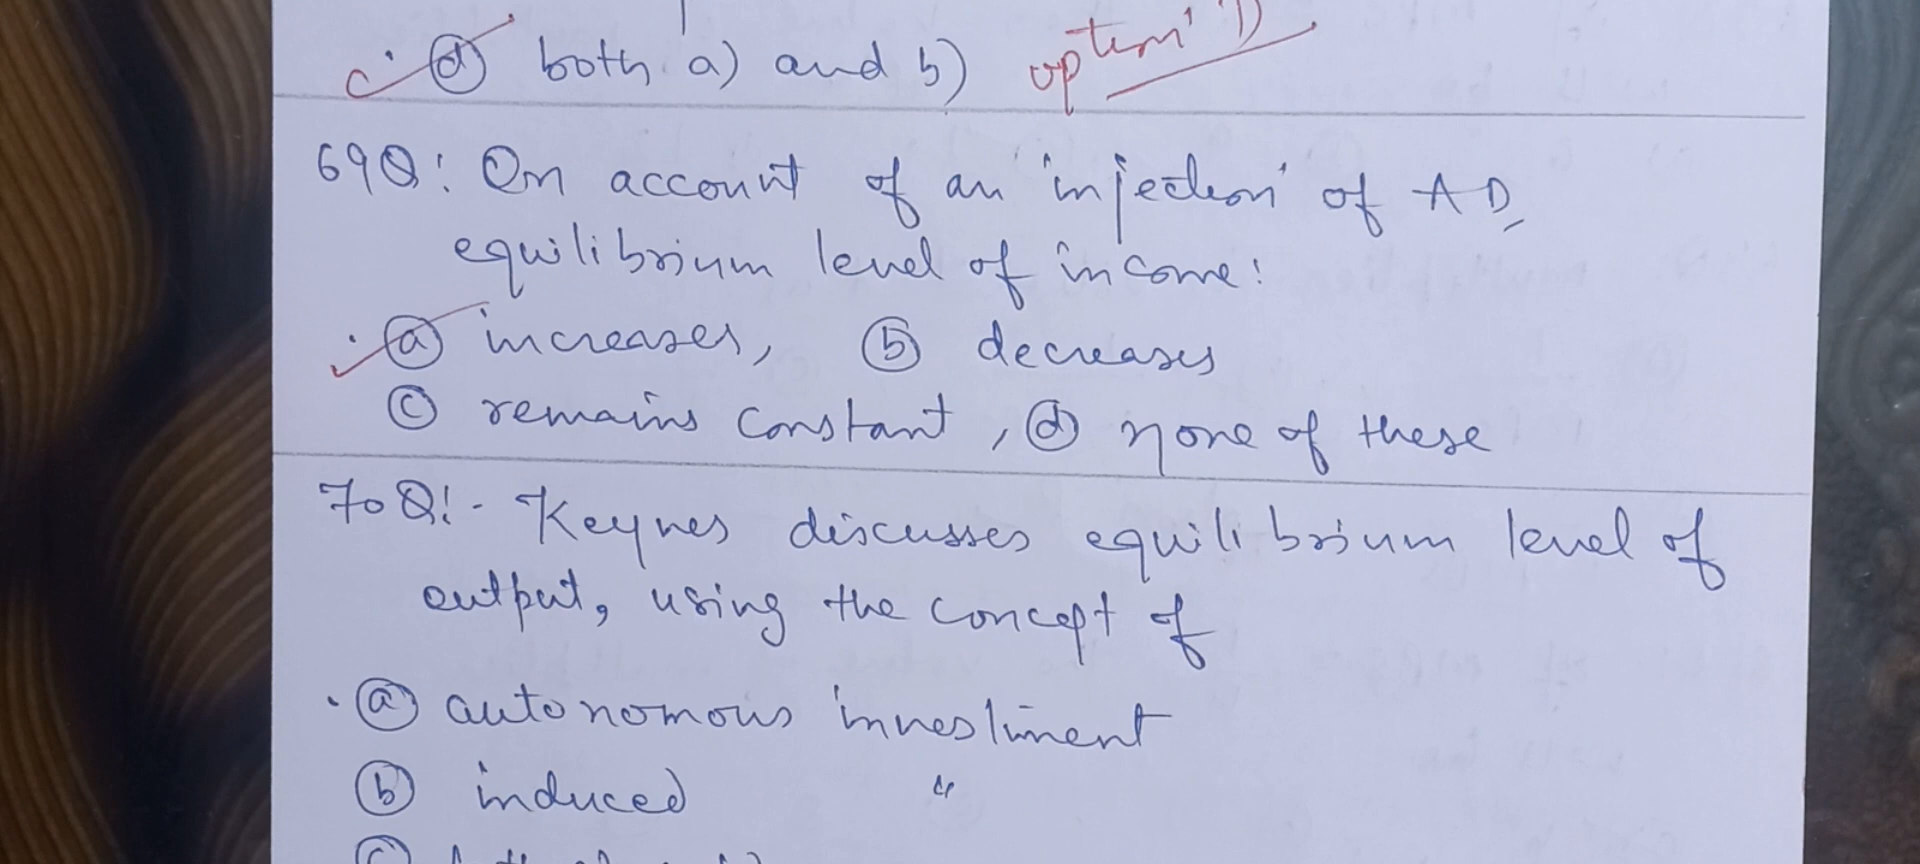 d) both a) and b) option 'D'
69Q: On account of an 'injection' of AD,
equilibrium level of income:
a) increases, b) decreases
c) remains constant, d) none of these
70Q:- Keynes discusses equilibrium level of
output, using the concept of
a) autonomous investment
b) induced "
c)